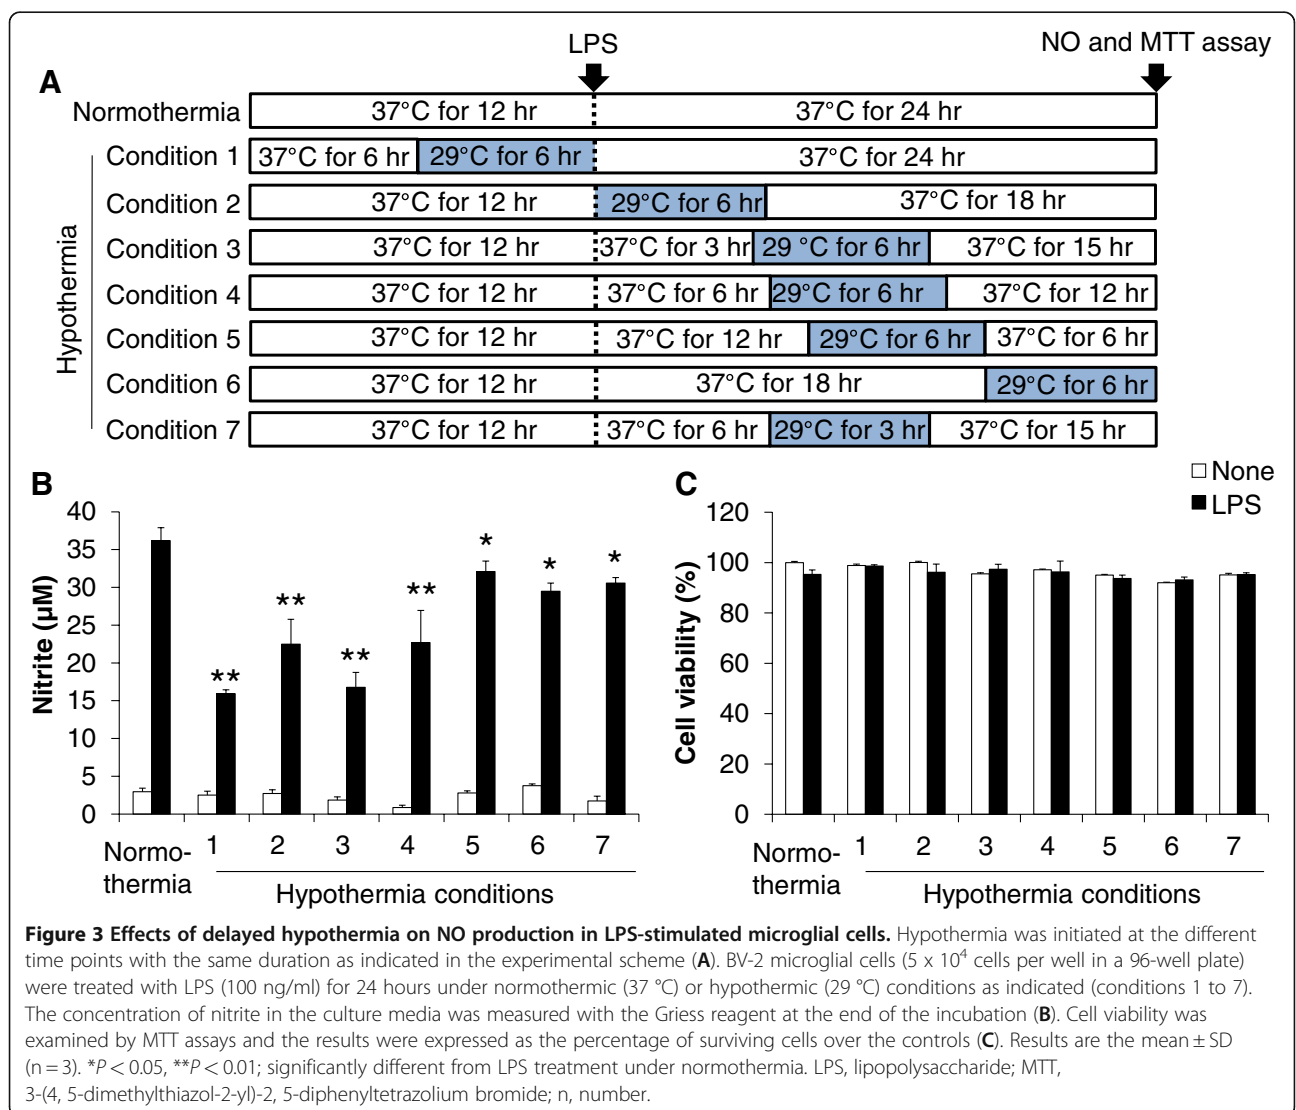 LPS
NO and MTT assay
A
Normothermia 37°C for 12 hr 37°C for 24 hr
Hypothermia
Condition 1 37°C for 6 hr 29°C for 6 hr 37°C for 24 hr
Condition 2 37°C for 12 hr 29°C for 6 hr 37°C for 18 hr
Condition 3 37°C for 12 hr 37°C for 3 hr 29 °C for 6 hr 37°C for 15 hr
Condition 4 37°C for 12 hr 37°C for 6 hr 29°C for 6 hr 37°C for 12 hr
Condition 5 37°C for 12 hr 37°C for 12 hr 29°C for 6 hr 37°C for 6 hr
Condition 6 37°C for 12 hr 37°C for 18 hr 29°C for 6 hr
Condition 7 37°C for 12 hr 37°C for 6 hr 29°C for 3 hr 37°C for 15 hr
B
Nitrite (µM)
40
35
30
25
20
15
10
5
0
** ** ** ** * * *
Normo-
thermia
1 2 3 4 5 6 7
Hypothermia conditions
C
None
LPS
Cell viability (%)
120
100
80
60
40
20
0
Normo-
thermia
1 2 3 4 5 6 7
Hypothermia conditions
Figure 3 Effects of delayed hypothermia on NO production in LPS-stimulated microglial cells. Hypothermia was initiated at the different
time points with the same duration as indicated in the experimental scheme (A). BV-2 microglial cells (5 x 10⁴ cells per well in a 96-well plate)
were treated with LPS (100 ng/ml) for 24 hours under normothermic (37 °C) or hypothermic (29 °C) conditions as indicated (conditions 1 to 7).
The concentration of nitrite in the culture media was measured with the Griess reagent at the end of the incubation (B). Cell viability was
examined by MTT assays and the results were expressed as the percentage of surviving cells over the controls (C). Results are the mean ± SD
(n = 3). *P < 0.05, **P < 0.01; significantly different from LPS treatment under normothermia. LPS, lipopolysaccharide; MTT,
3-(4, 5-dimethylthiazol-2-yl)-2, 5-diphenyltetrazolium bromide; n, number.